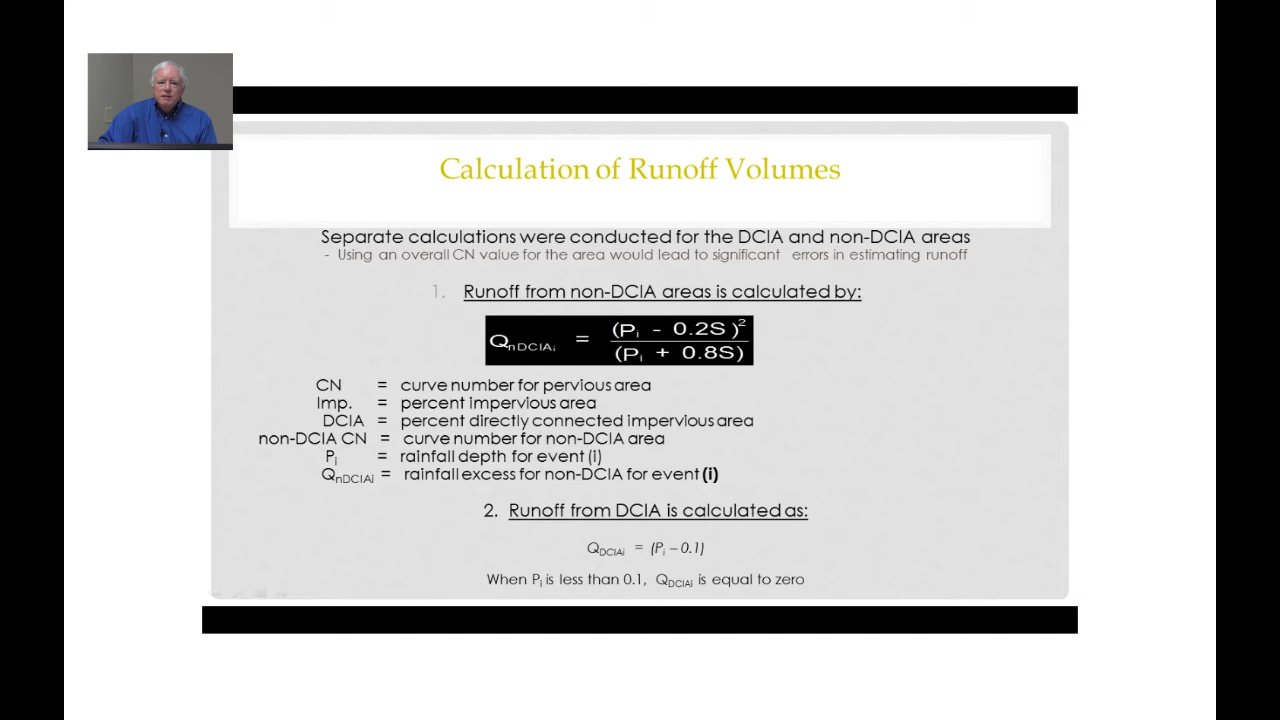 Calculation of Runoff Volumes
Separate calculations were conducted for the DCIA and non-DCIA areas
- Using an overall CN value for the area would lead to significant errors in estimating runoff
1. Runoff from non-DCIA areas is calculated by:
QnDCIAi = (Pi - 0.2S )² / (Pi + 0.8S)
CN = curve number for pervious area
Imp. = percent impervious area
DCIA = percent directly connected impervious area
non-DCIA CN = curve number for non-DCIA area
Pi = rainfall depth for event (i)
QnDCIAi = rainfall excess for non-DCIA for event (i)
2. Runoff from DCIA is calculated as:
QDCIAi = (Pi – 0.1)
When Pi is less than 0.1, QDCIAi is equal to zero